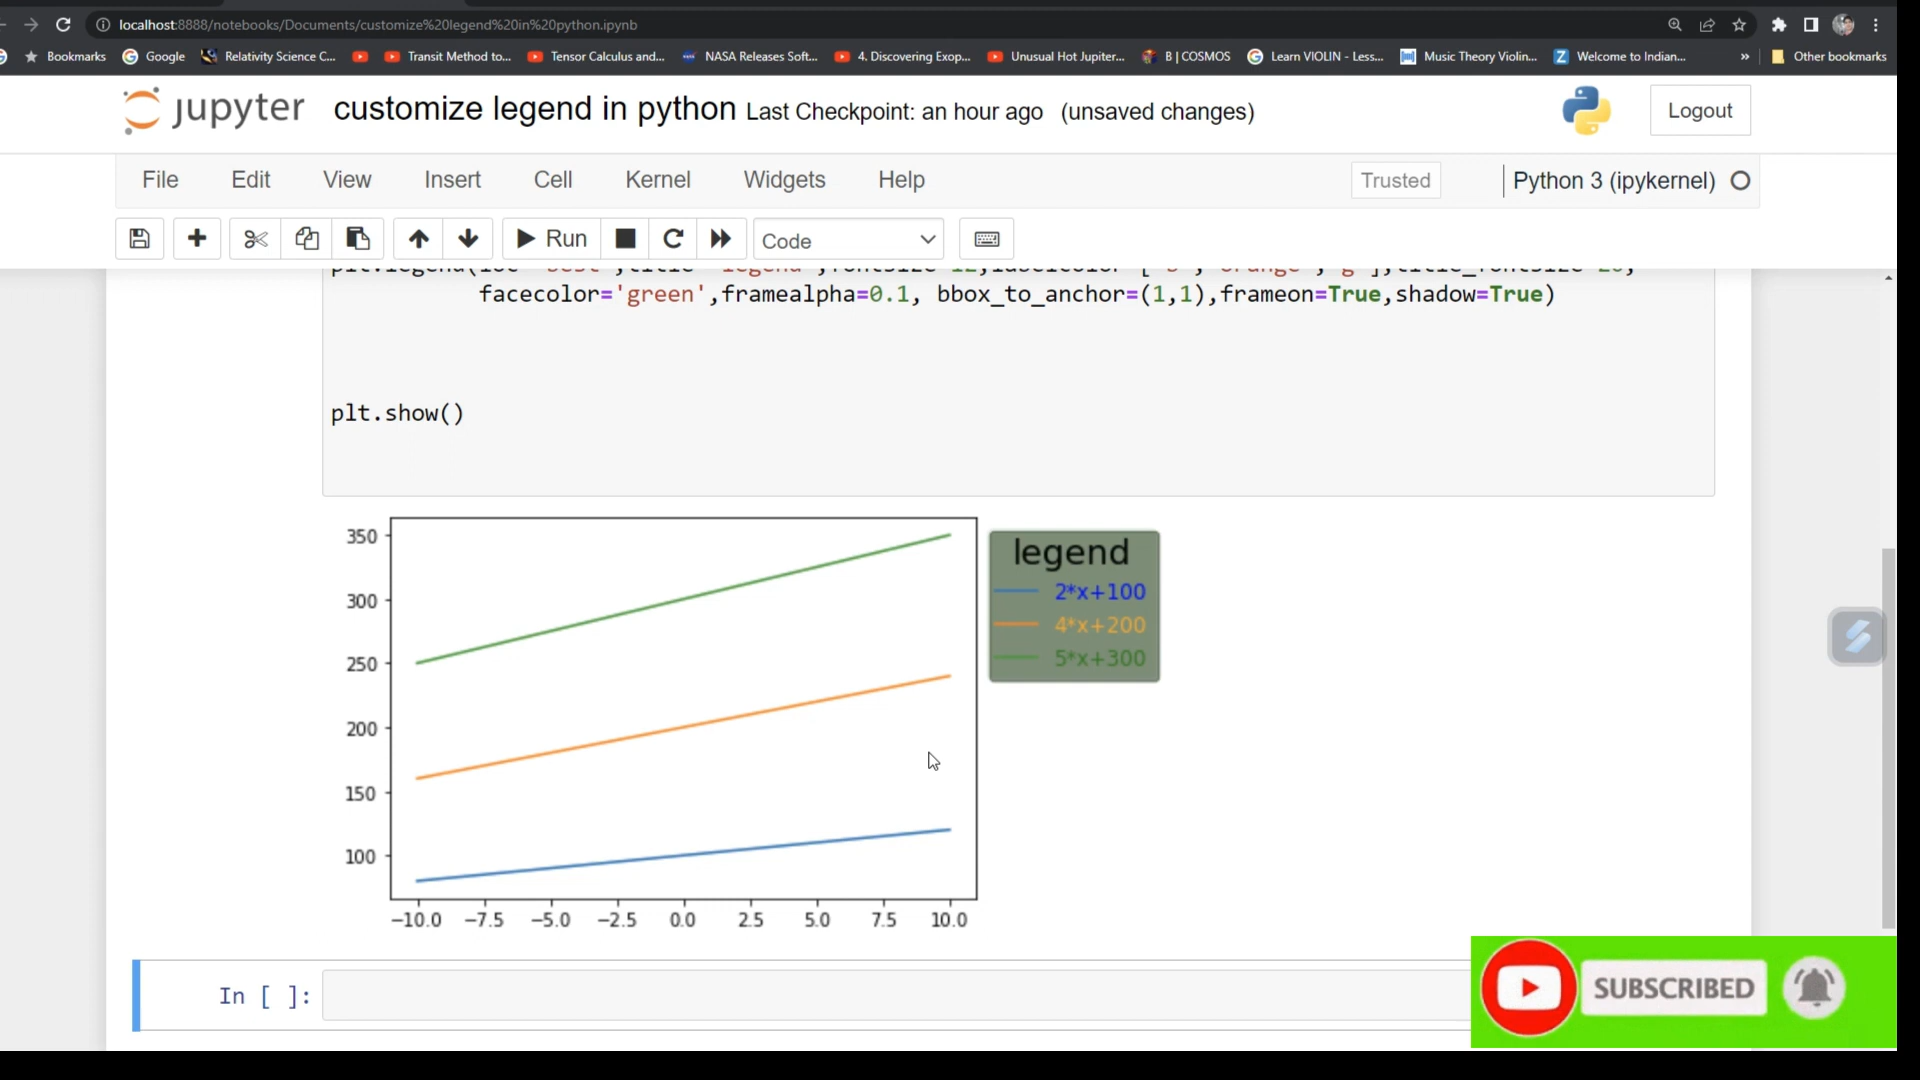 localhost:8888/notebooks/Documents/customize%20legend%20in%20python.ipynb
Bookmarks Google Relativity Science C... Transit Method to... Tensor Calculus and... NASA Releases Soft... 4. Discovering Exop... Unusual Hot Jupiter... B | COSMOS Learn VIOLIN - Less... Music Theory Violin... Welcome to Indian... » Other bookmarks
jupyter customize legend in python Last Checkpoint: an hour ago (unsaved changes) Logout
File Edit View Insert Cell Kernel Widgets Help Trusted Python 3 (ipykernel)
Run Code
facecolor='green',framealpha=0.1, bbox_to_anchor=(1,1),frameon=True,shadow=True)
plt.show()
350
300
250
200
150
100
−10.0 −7.5 −5.0 −2.5 0.0 2.5 5.0 7.5 10.0
legend
2*x+100
4*x+200
5*x+300
In [ ]:
SUBSCRIBED